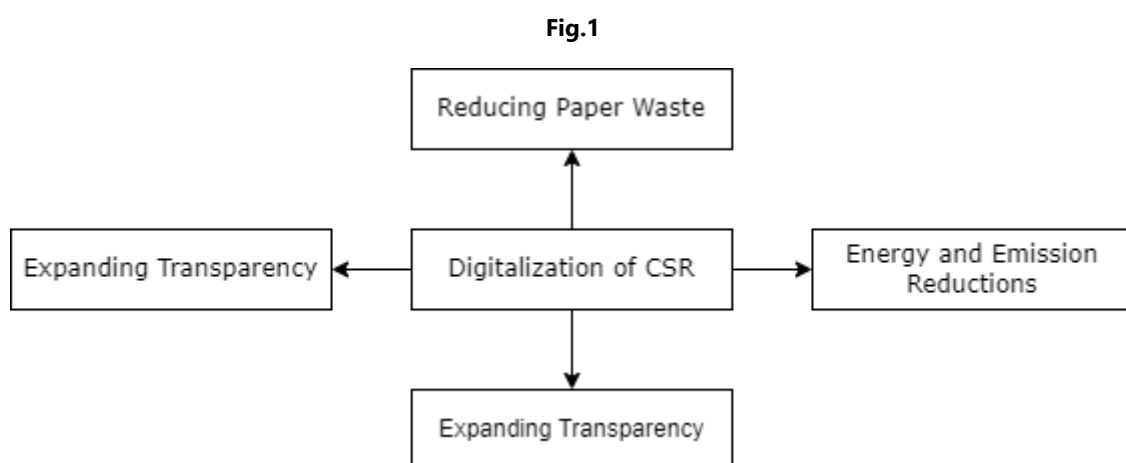 Fig.1
Reducing Paper Waste
Expanding Transparency
Digitalization of CSR
Energy and Emission
Reductions
Expanding Transparency